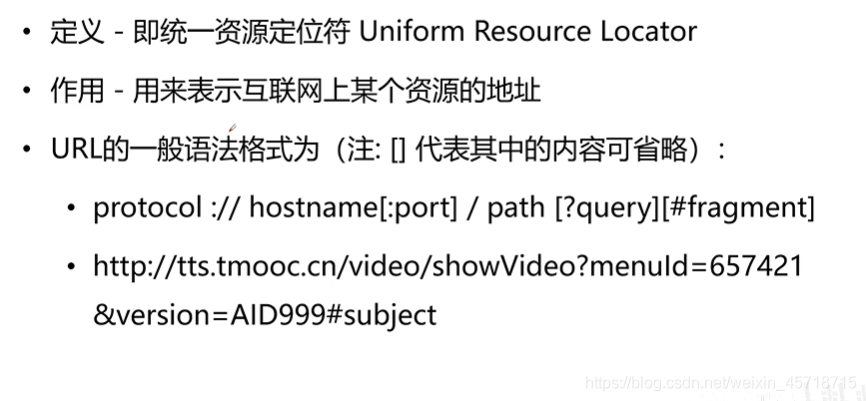 • 定义 - 即统一资源定位符 Uniform Resource Locator
• 作用 - 用来表示互联网上某个资源的地址
• URL的一般语法格式为（注: [] 代表其中的内容可省略）:
• protocol :// hostname[:port] / path [?query][#fragment]
• http://tts.tmooc.cn/video/showVideo?menuId=657421
&version=AID999#subject
https://blog.csdn.net/weixin_45718715